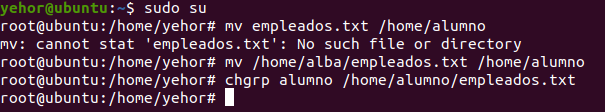 yehor@ubuntu:~$ sudo su
root@ubuntu:/home/yehor# mv empleados.txt /home/alumno
mv: cannot stat 'empleados.txt': No such file or directory
root@ubuntu:/home/yehor# mv /home/alba/empleados.txt /home/alumno
root@ubuntu:/home/yehor# chgrp alumno /home/alumno/empleados.txt
root@ubuntu:/home/yehor#